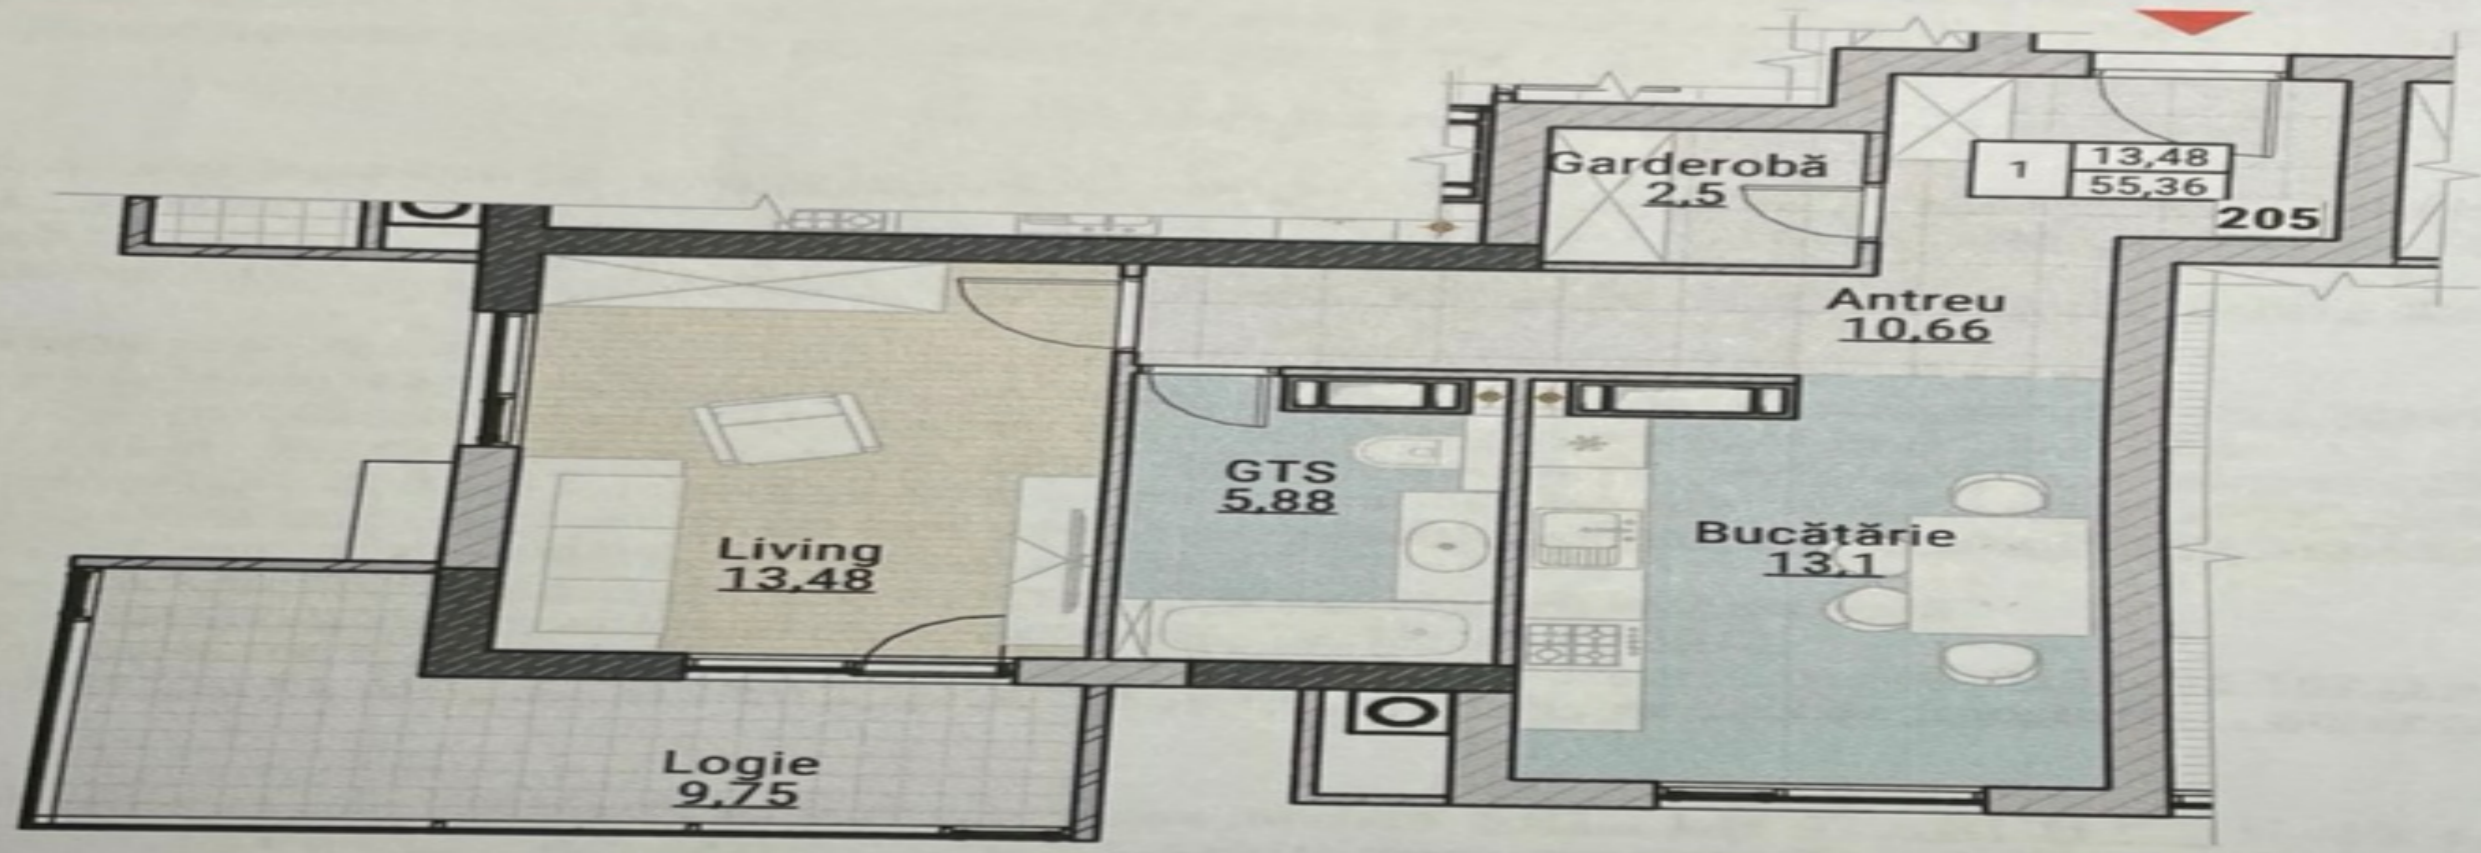 Garderobă
2,5
1
13,48
55,36
205
Antreu
10,66
GTS
5,88
Living
13,48
Bucătărie
13,1
Logie
9,75